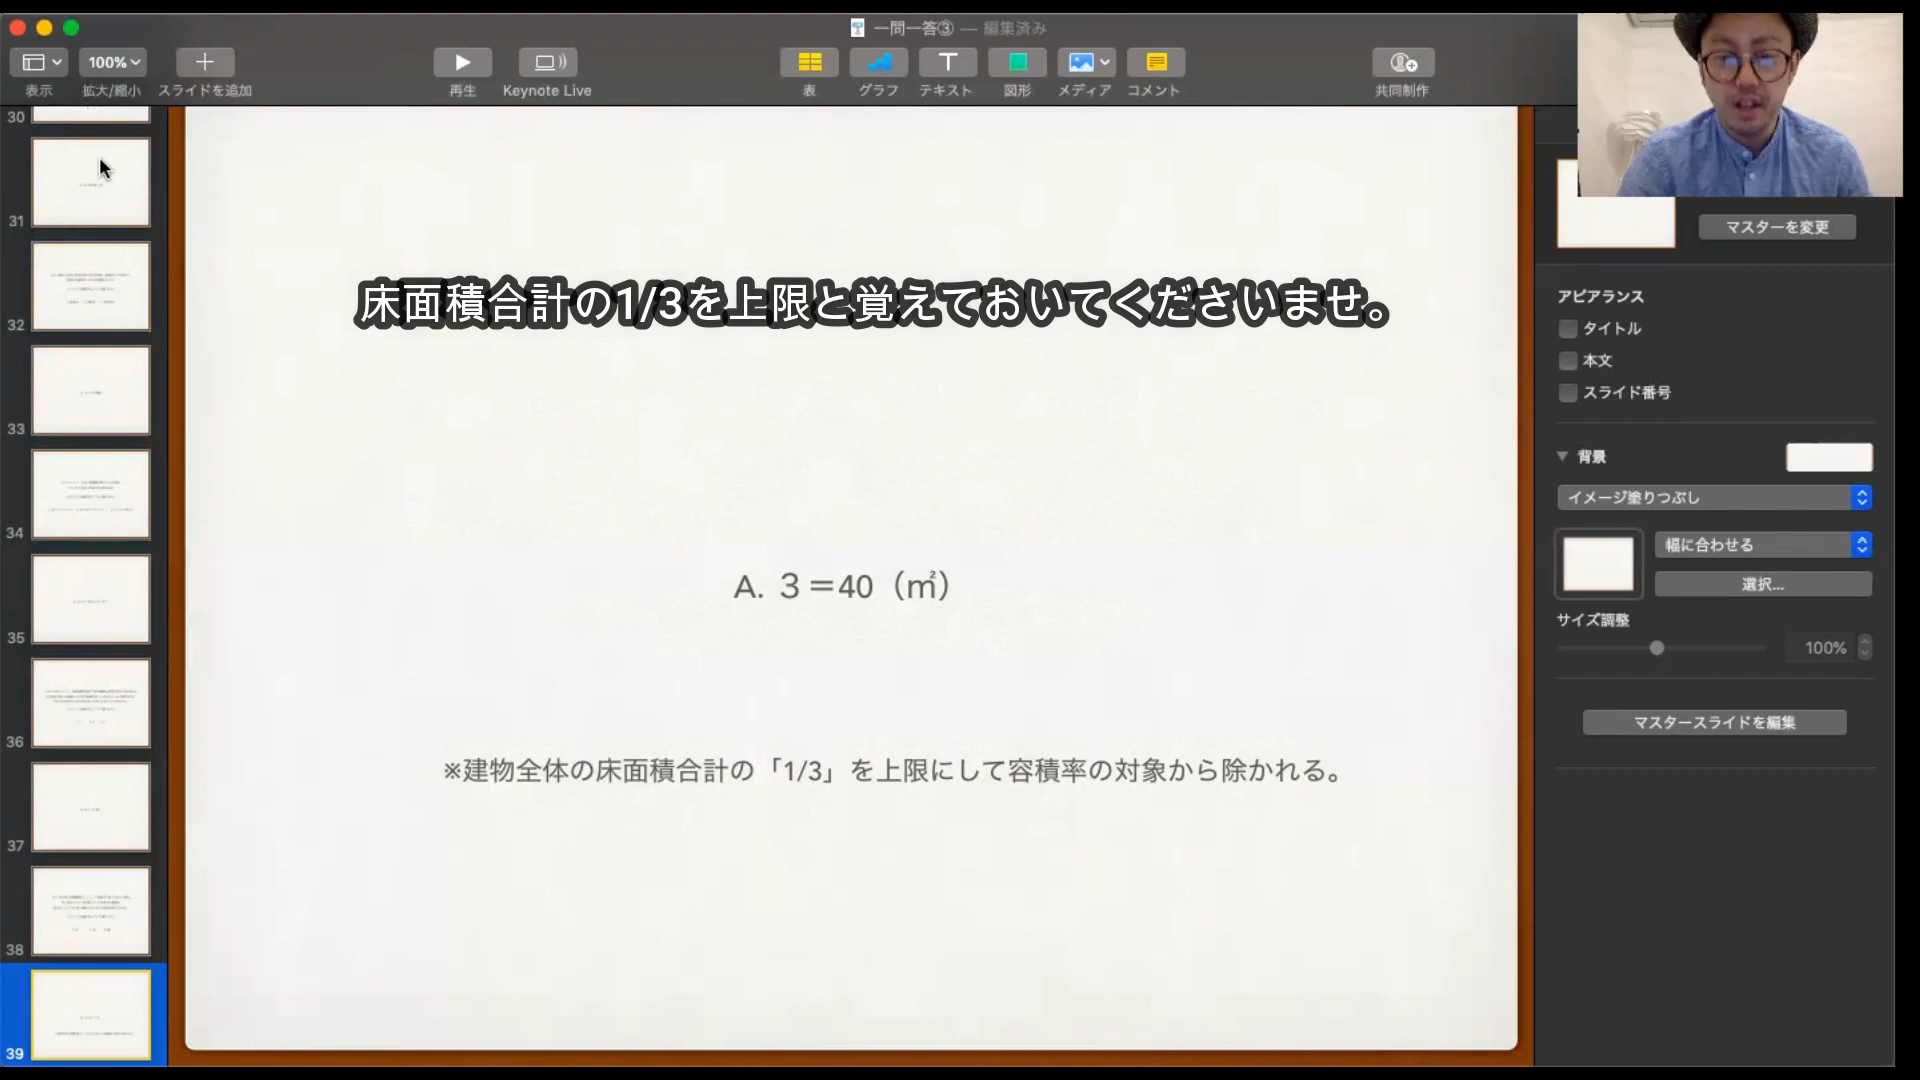 一問一答③ — 編集済み
100%
表示
拡大/縮小
スライドを追加
再生
Keynote Live
表
グラフ
テキスト
図形
メディア
コメント
共同制作
30
31
32
33
34
35
36
37
38
39
床面積合計の1/3を上限と覚えておいてくださいませ。
A. ３＝40（㎡）
※建物全体の床面積合計の「1/3」を上限にして容積率の対象から除かれる。
マスターを変更
アピアランス
タイトル
本文
スライド番号
背景
イメージ塗りつぶし
幅に合わせる
選択...
サイズ調整
100%
マスタースライドを編集